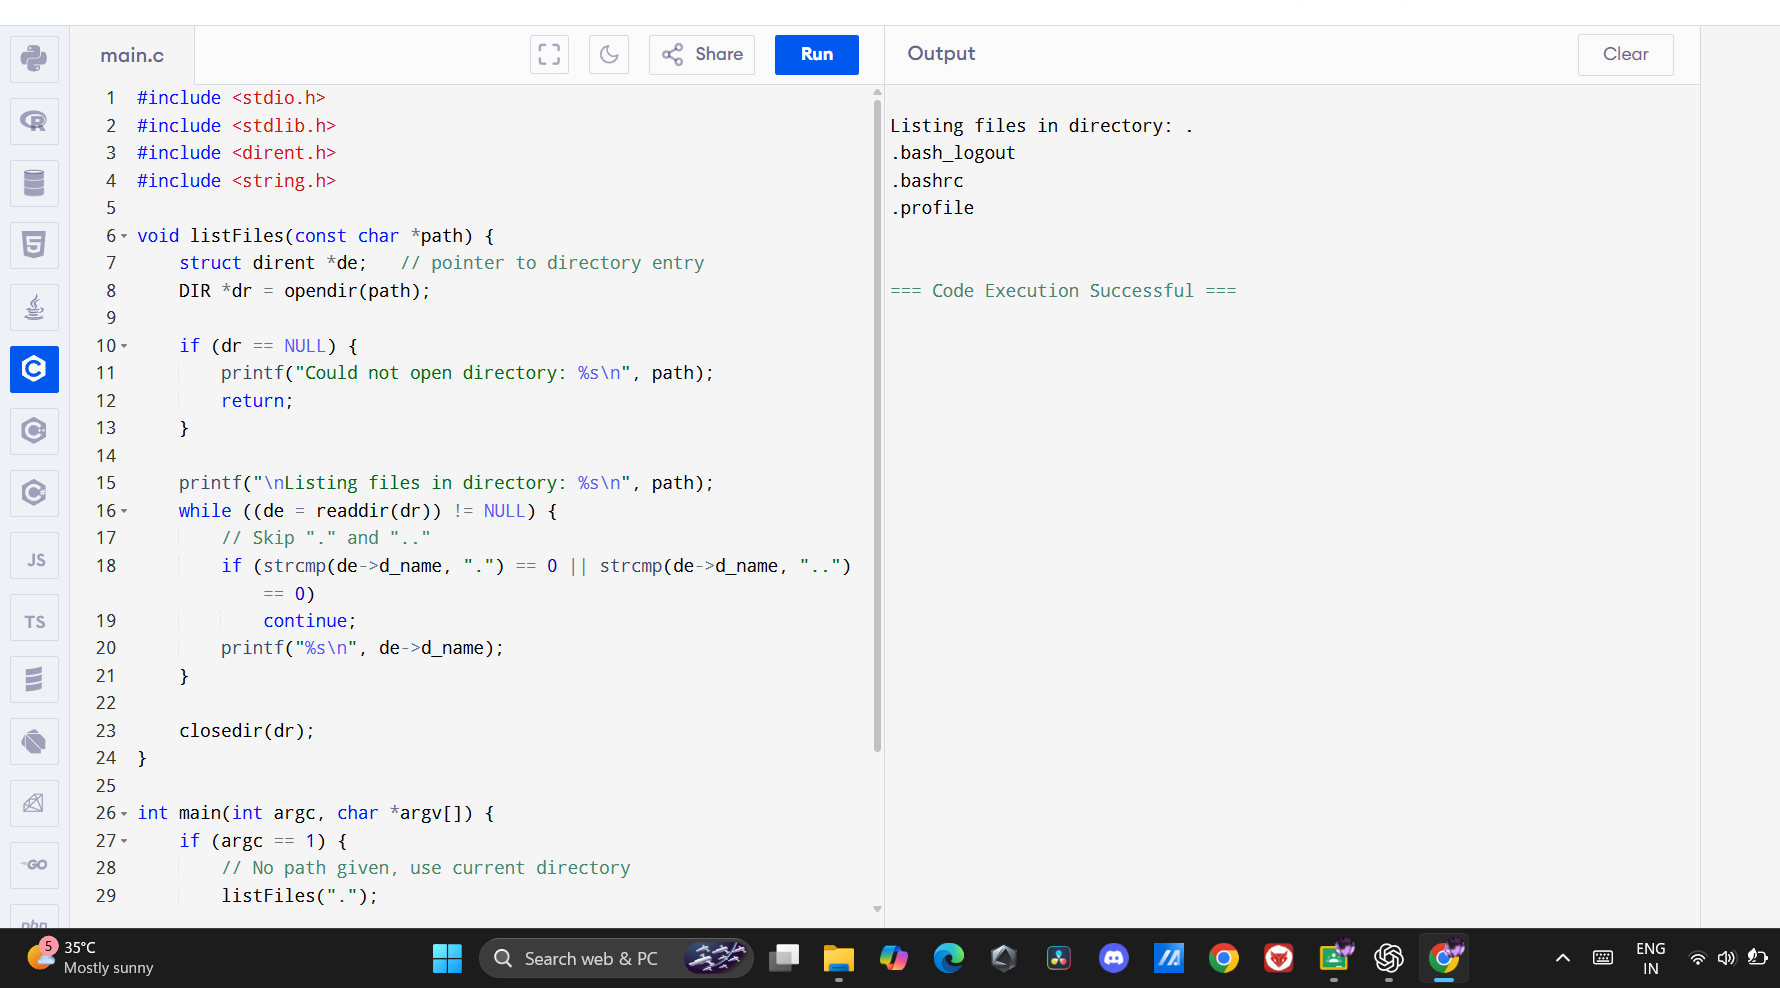 main.c
Share
Run
Output
Clear
1 #include <stdio.h>
2 #include <stdlib.h>
3 #include <dirent.h>
4 #include <string.h>
5
6 void listFiles(const char *path) {
7     struct dirent *de;   // pointer to directory entry
8     DIR *dr = opendir(path);
9
10     if (dr == NULL) {
11         printf("Could not open directory: %s\n", path);
12         return;
13     }
14
15     printf("\nListing files in directory: %s\n", path);
16     while ((de = readdir(dr)) != NULL) {
17         // Skip "." and ".."
18         if (strcmp(de->d_name, ".") == 0 || strcmp(de->d_name, "..")
            == 0)
19             continue;
20         printf("%s\n", de->d_name);
21     }
22
23     closedir(dr);
24 }
25
26 int main(int argc, char *argv[]) {
27     if (argc == 1) {
28         // No path given, use current directory
29         listFiles(".");
Listing files in directory: .
.bash_logout
.bashrc
.profile
=== Code Execution Successful ===
R
5
C
C
C
JS
TS
GO
php
5
35°C
Mostly sunny
Search web & PC
ENG
IN